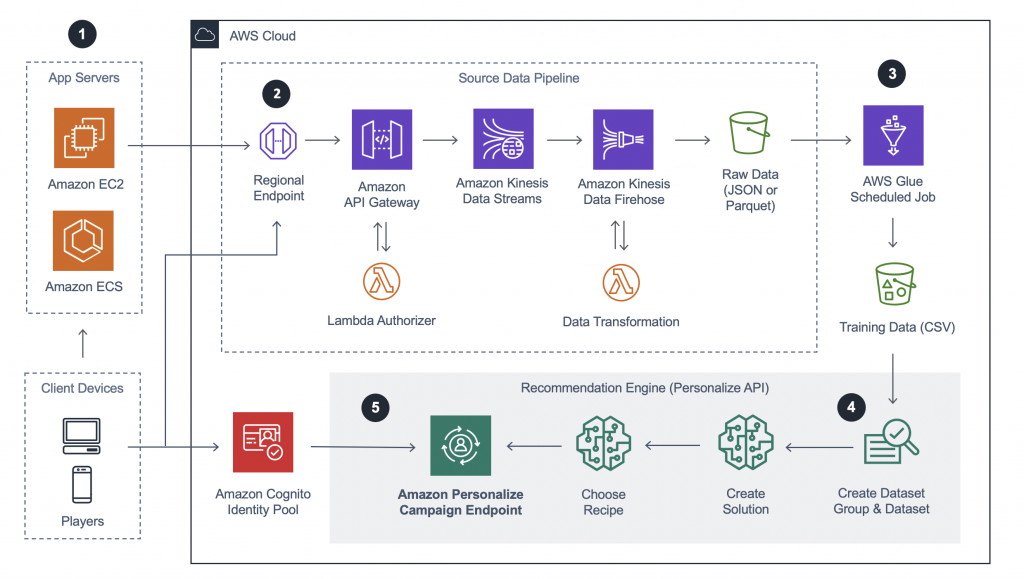 1
AWS Cloud
App Servers
Amazon EC2
Amazon ECS
Client Devices
Players
Source Data Pipeline
2
Regional
Endpoint
Amazon
API Gateway
Lambda Authorizer
Amazon Kinesis
Data Streams
Amazon Kinesis
Data Firehose
Data Transformation
Raw Data
(JSON or
Parquet)
3
AWS Glue
Scheduled Job
Training Data (CSV)
Recommendation Engine (Personalize API)
4
Create Dataset
Group & Dataset
Create
Solution
Choose
Recipe
5
Amazon Personalize
Campaign Endpoint
Amazon Cognito
Identity Pool